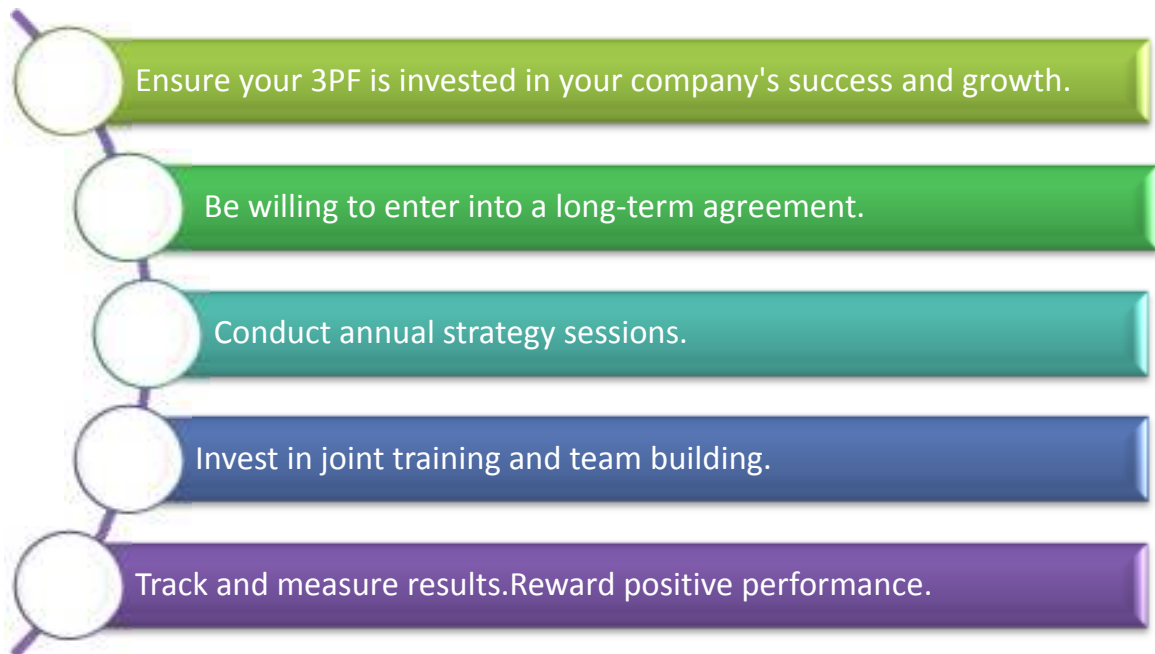 Ensure your 3PF is invested in your company's success and growth.
Be willing to enter into a long-term agreement.
Conduct annual strategy sessions.
Invest in joint training and team building.
Track and measure results.Reward positive performance.